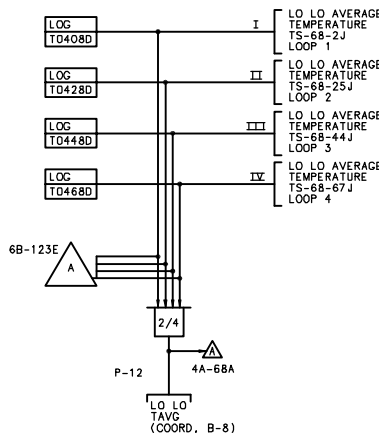 LOG
T0408D
I
LO LO AVERAGE
TEMPERATURE
TS-68-2J
LOOP 1
LOG
T0428D
II
LO LO AVERAGE
TEMPERATURE
TS-68-25J
LOOP 2
LOG
T0448D
III
LO LO AVERAGE
TEMPERATURE
TS-68-44J
LOOP 3
LOG
T0468D
IV
LO LO AVERAGE
TEMPERATURE
TS-68-67J
LOOP 4
6B-123E
A
2/4
A
4A-68A
P-12
LO LO
TAVG
(COORD, B-8)